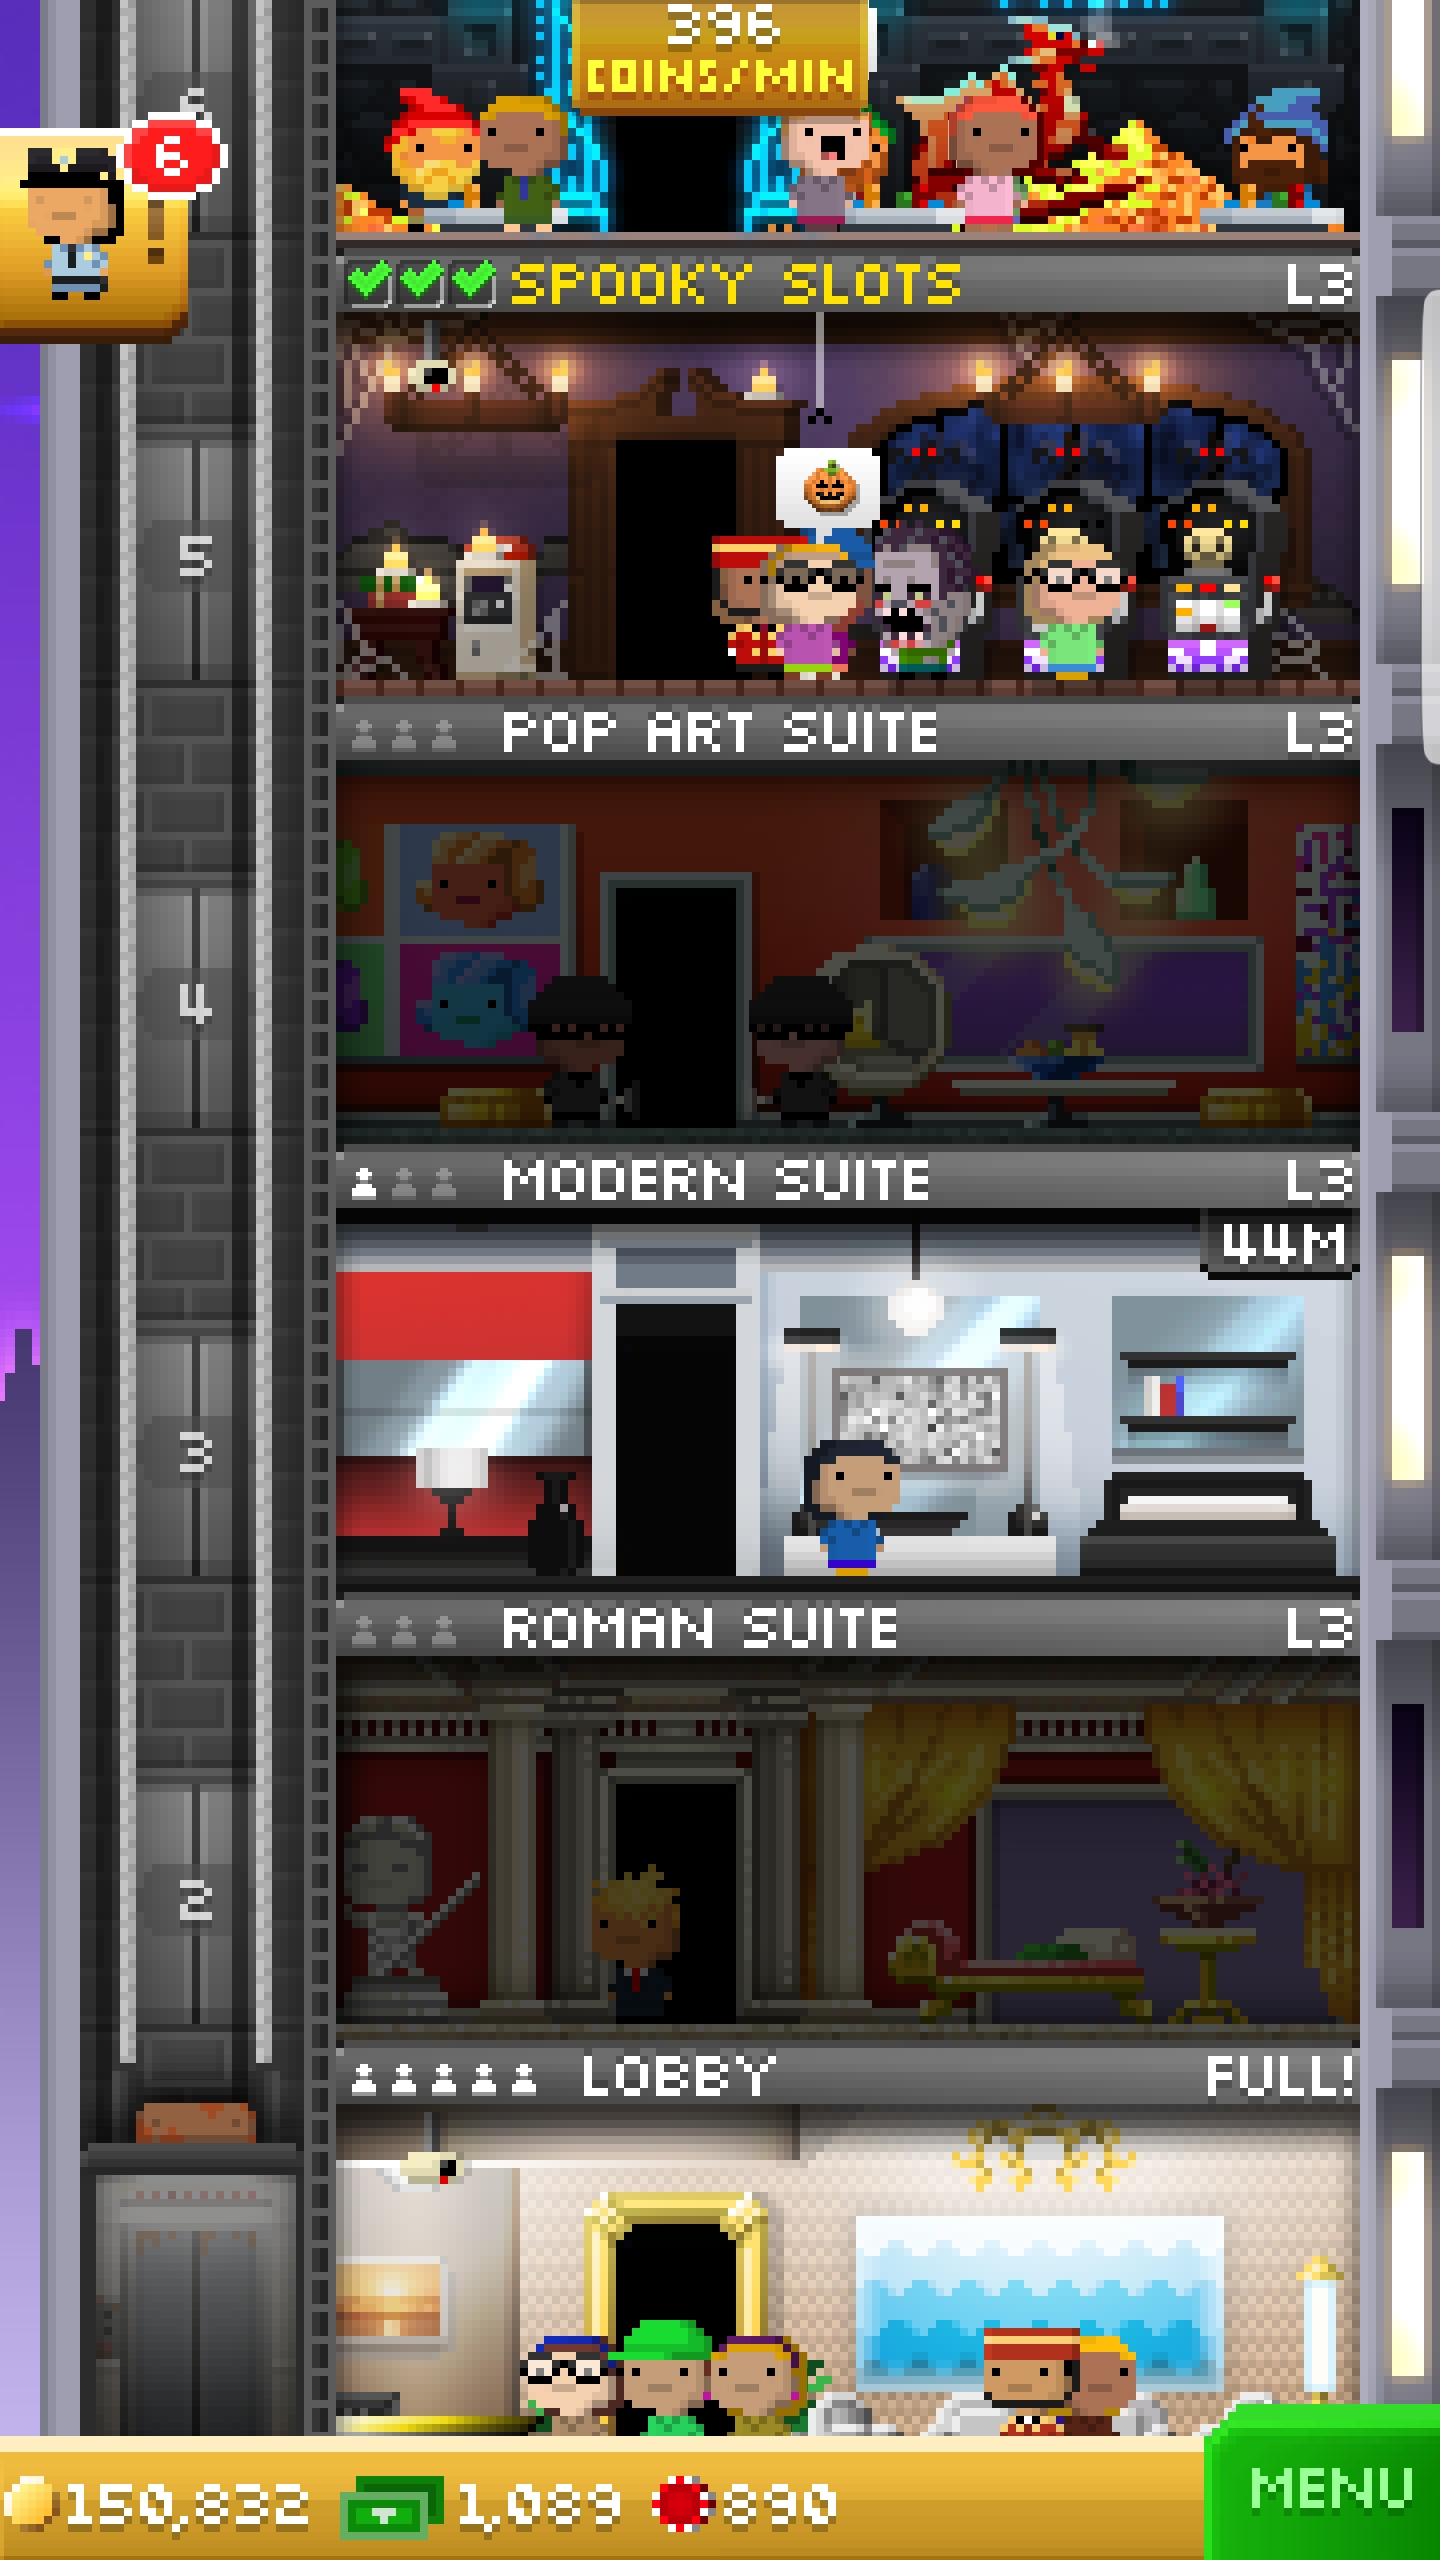 396
COINS/MIN
6
6
SPOOKY SLOTS L3
5
POP ART SUITE L3
4
MODERN SUITE L3
44M
3
ROMAN SUITE L3
2
LOBBY FULL!
150,832 1,089 890 MENU